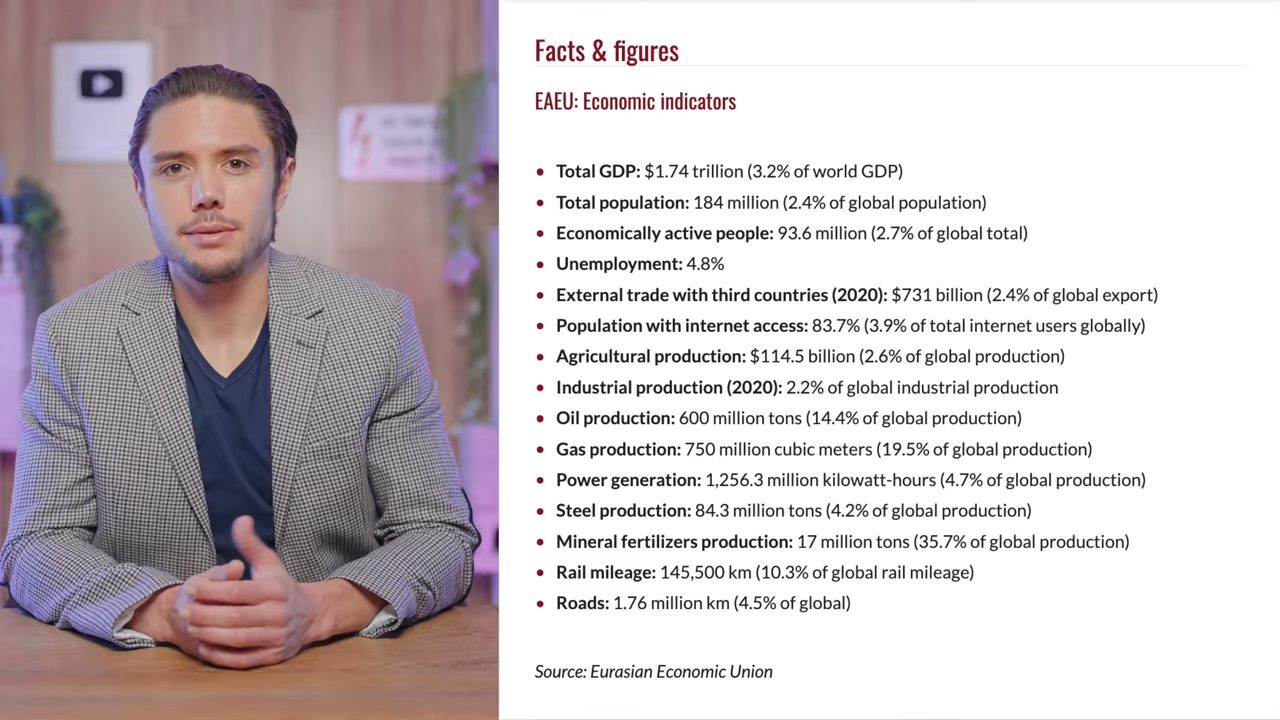 Facts & figures
EAEU: Economic indicators
• Total GDP: $1.74 trillion (3.2% of world GDP)
• Total population: 184 million (2.4% of global population)
• Economically active people: 93.6 million (2.7% of global total)
• Unemployment: 4.8%
• External trade with third countries (2020): $731 billion (2.4% of global export)
• Population with internet access: 83.7% (3.9% of total internet users globally)
• Agricultural production: $114.5 billion (2.6% of global production)
• Industrial production (2020): 2.2% of global industrial production
• Oil production: 600 million tons (14.4% of global production)
• Gas production: 750 million cubic meters (19.5% of global production)
• Power generation: 1,256.3 million kilowatt-hours (4.7% of global production)
• Steel production: 84.3 million tons (4.2% of global production)
• Mineral fertilizers production: 17 million tons (35.7% of global production)
• Rail mileage: 145,500 km (10.3% of global rail mileage)
• Roads: 1.76 million km (4.5% of global)
Source: Eurasian Economic Union